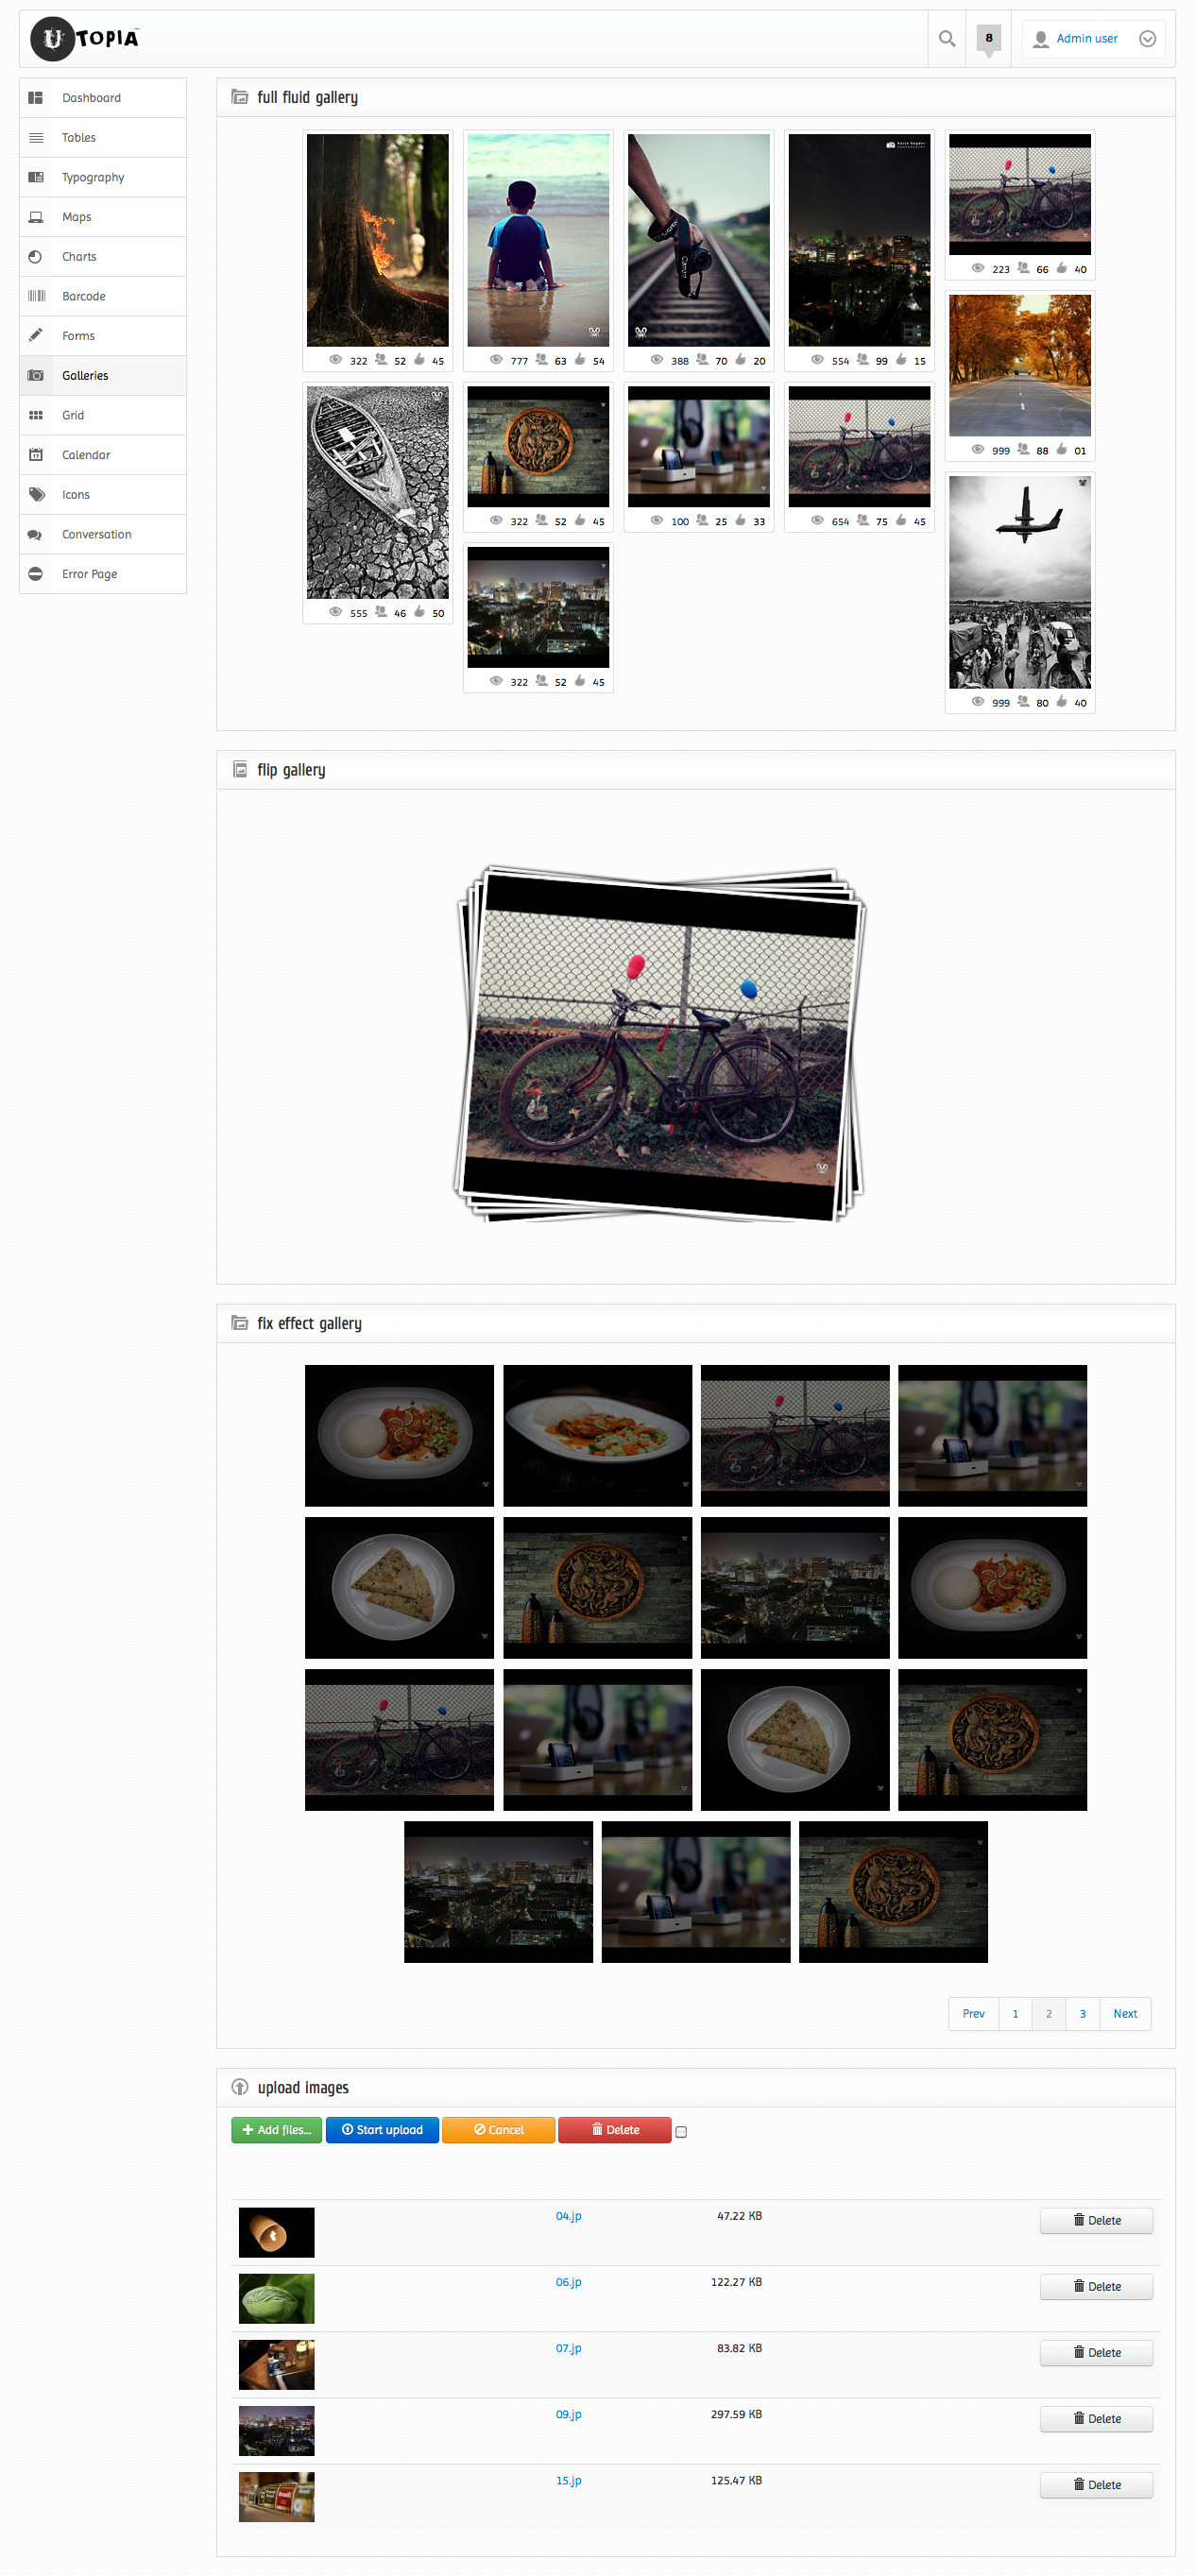 UTOPIA
8
Admin user
Dashboard
Tables
Typography
Maps
Charts
Barcode
Forms
Galleries
Grid
Calendar
Icons
Conversation
Error Page
full fluid gallery
322 52 45
777 63 54
388 70 20
554 99 15
223 66 40
999 88 01
555 46 50
322 52 45
100 25 33
654 75 45
322 52 45
999 80 40
flip gallery
fix effect gallery
Prev 1 2 3 Next
upload images
Add files... Start upload Cancel Delete
04.jp 47.22 KB Delete
06.jp 122.27 KB Delete
07.jp 83.82 KB Delete
09.jp 297.59 KB Delete
15.jp 125.47 KB Delete